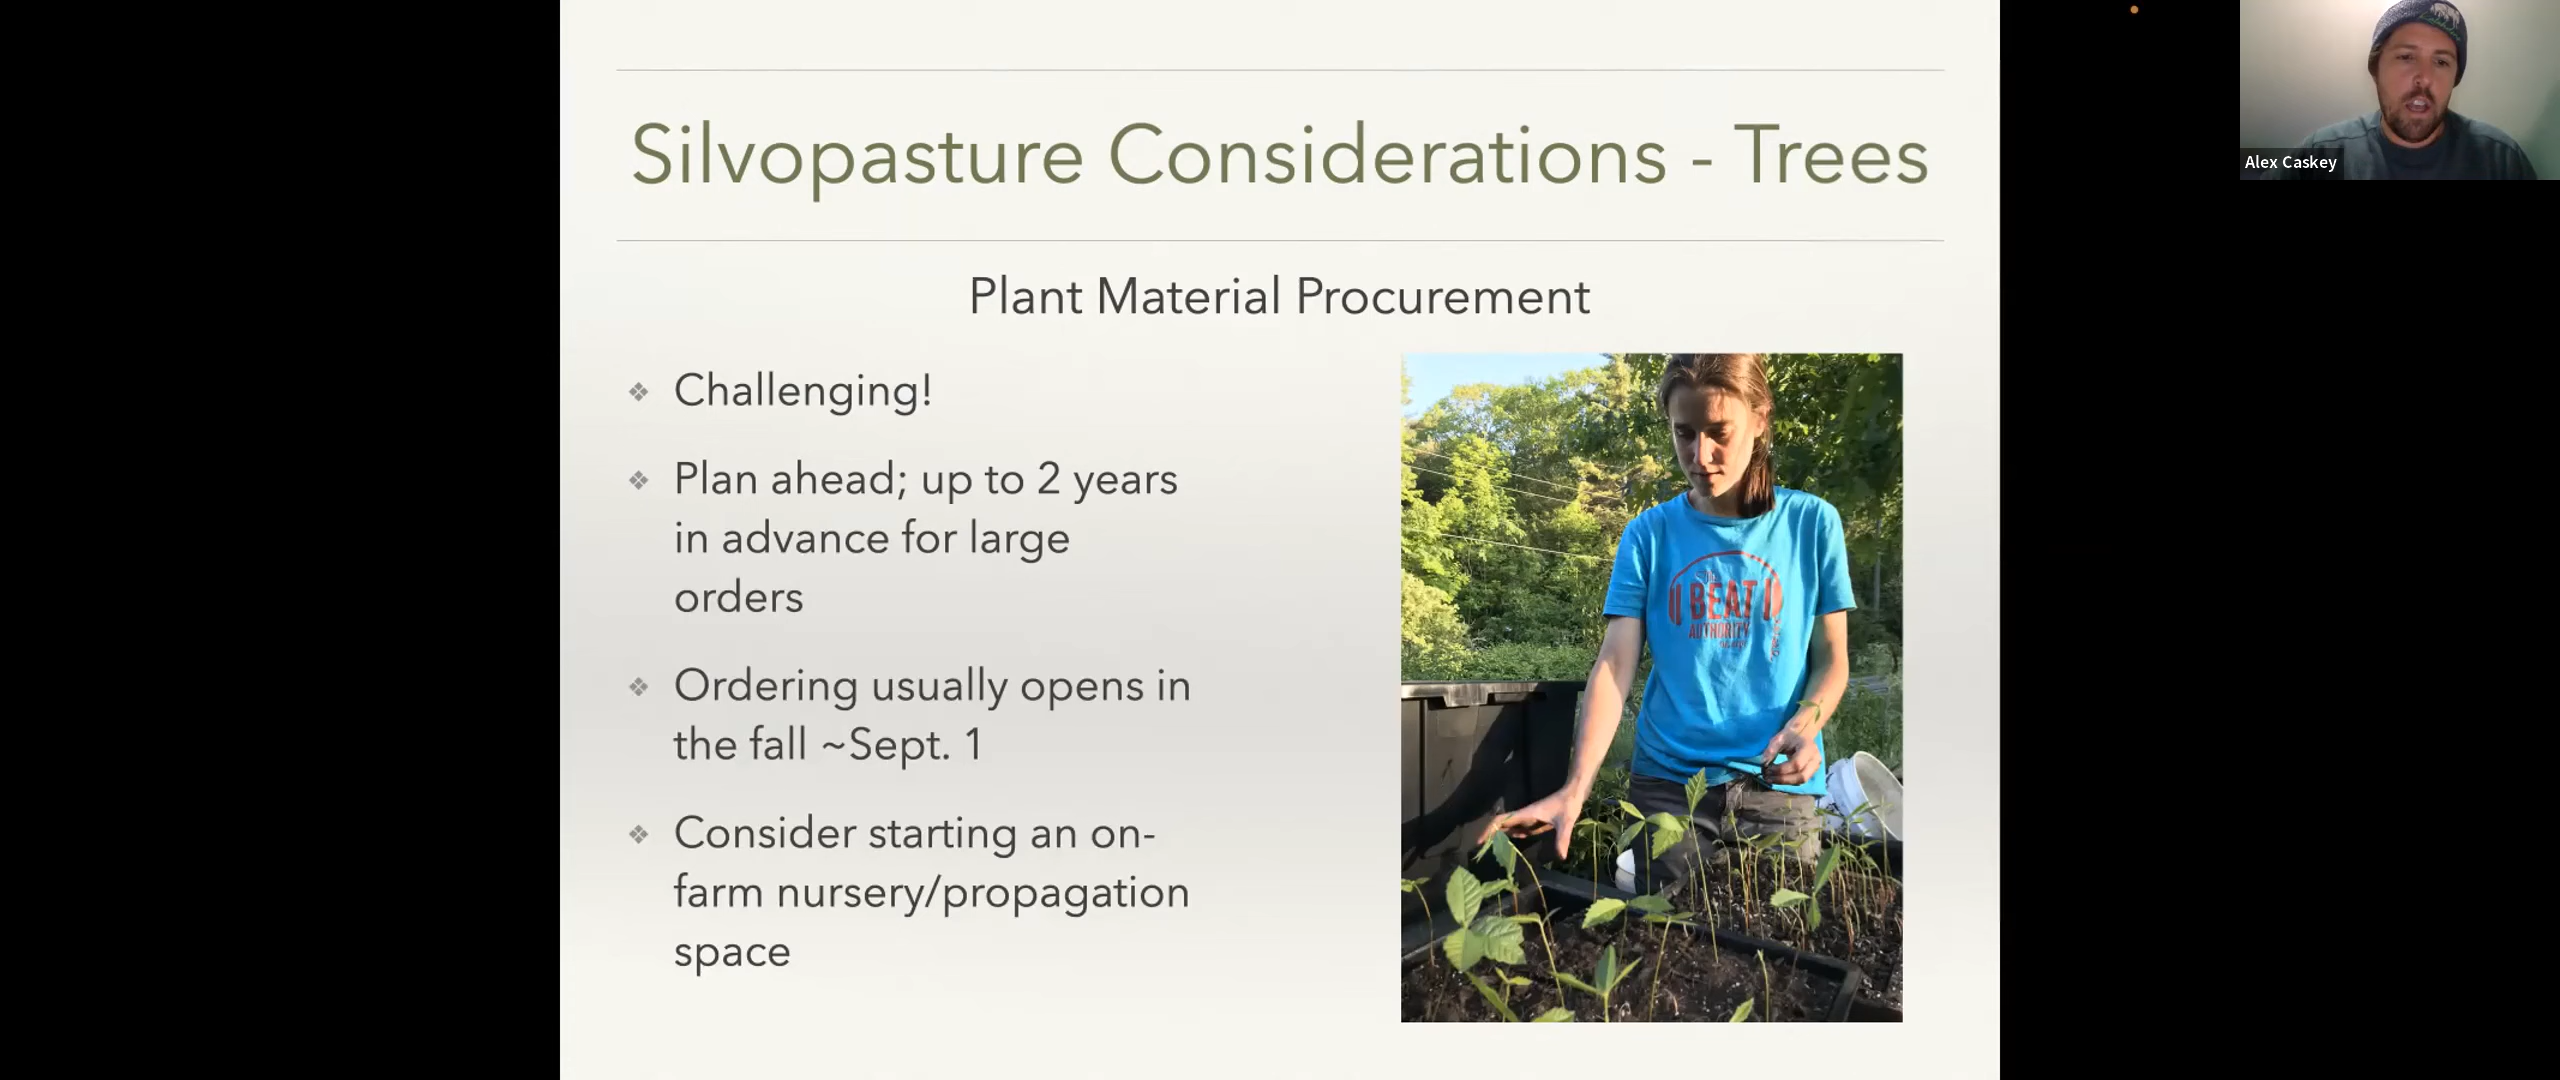 Silvopasture Considerations - Trees
Alex Caskey
Plant Material Procurement
❖ Challenging!
❖ Plan ahead; up to 2 years
in advance for large
orders
❖ Ordering usually opens in
the fall ~Sept. 1
❖ Consider starting an on-
farm nursery/propagation
space
BEAT
AUTHORITY